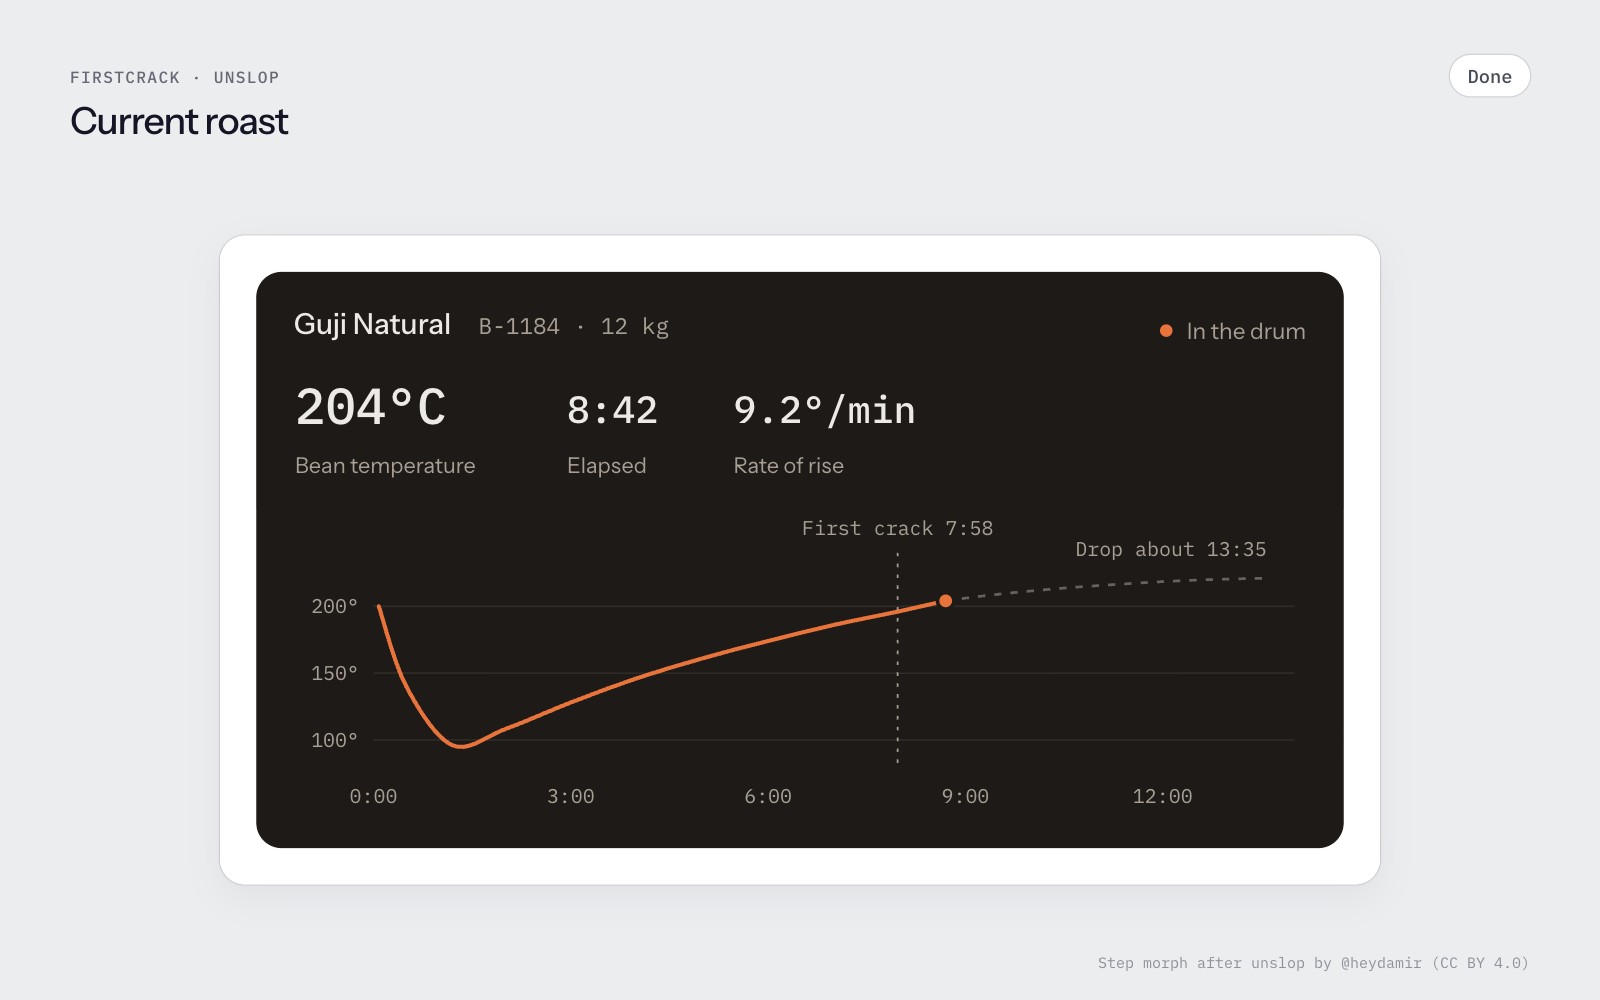 FIRSTCRACK · UNSLOP
Done
Current roast
Guji Natural B-1184 · 12 kg
In the drum
204°C 8:42 9.2°/min
Bean temperature Elapsed Rate of rise
First crack 7:58
Drop about 13:35
200°
150°
100°
0:00 3:00 6:00 9:00 12:00
Step morph after unslop by @heydamir (CC BY 4.0)